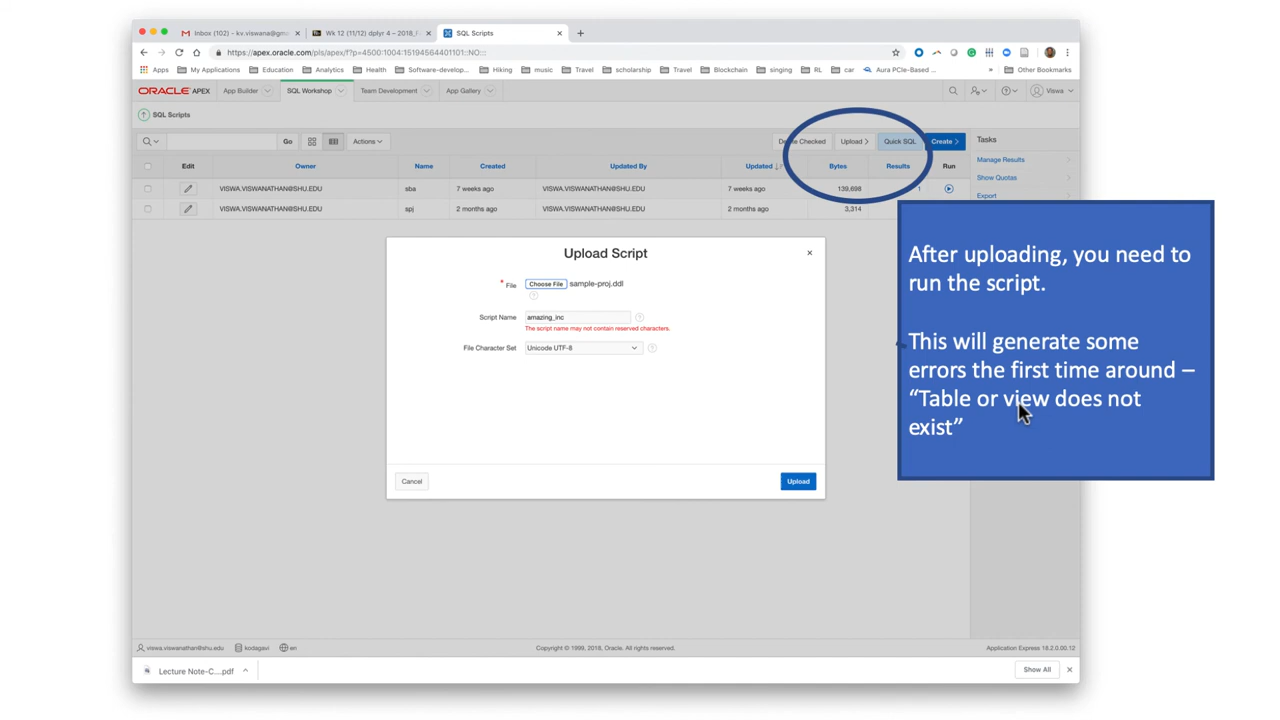 Inbox (102) - kv.viswana@gm
Wk 12 (11/12) dplyr 4 – 2018_
SQL Scripts
https://apex.oracle.com/pls/apex/f?p=4500:1004:15194564401101::NO:::
Apps
My Applications
Education
Analytics
Health
Software-develop...
Hiking
music
Travel
scholarship
Travel
Blockchain
singing
RL
car
Aura PCIe-Based ...
»
Other Bookmarks
ORACLE APEX
App Builder
SQL Workshop
Team Development
App Gallery
Viswa
SQL Scripts
Go
Actions
Checked
Upload >
Quick SQL
Create >
Tasks
Edit
Owner
Name
Created
Updated By
Updated
Bytes
Results
Run
Manage Results
VISWA.VISWANATHAN@SHU.EDU
sba
7 weeks ago
VISWA.VISWANATHAN@SHU.EDU
7 weeks ago
139,698
1
Show Quotas
VISWA.VISWANATHAN@SHU.EDU
spj
2 months ago
VISWA.VISWANATHAN@SHU.EDU
2 months ago
3,314
Export
Upload Script
* File
Choose File
sample-proj.ddl
Script Name
amazing_inc
The script name may not contain reserved characters.
File Character Set
Unicode UTF-8
Cancel
Upload
After uploading, you need to
run the script.
This will generate some
errors the first time around –
“Table or view does not
exist”
viswa.viswanathan@shu.edu
kodagavi
en
Copyright © 1999, 2018, Oracle. All rights reserved.
Application Express 18.2.0.00.12
Lecture Note-C....pdf
Show All